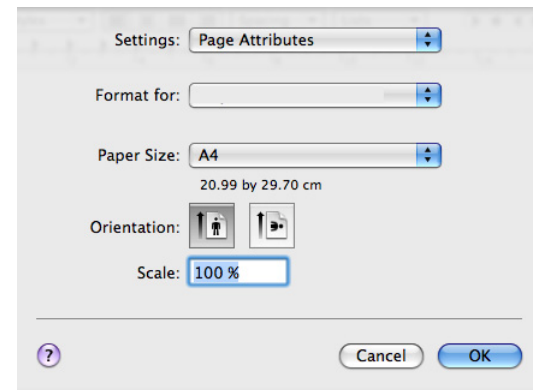 Settings: Page Attributes
Format for:
Paper Size: A4
20.99 by 29.70 cm
Orientation:
Scale: 100 %
? Cancel OK